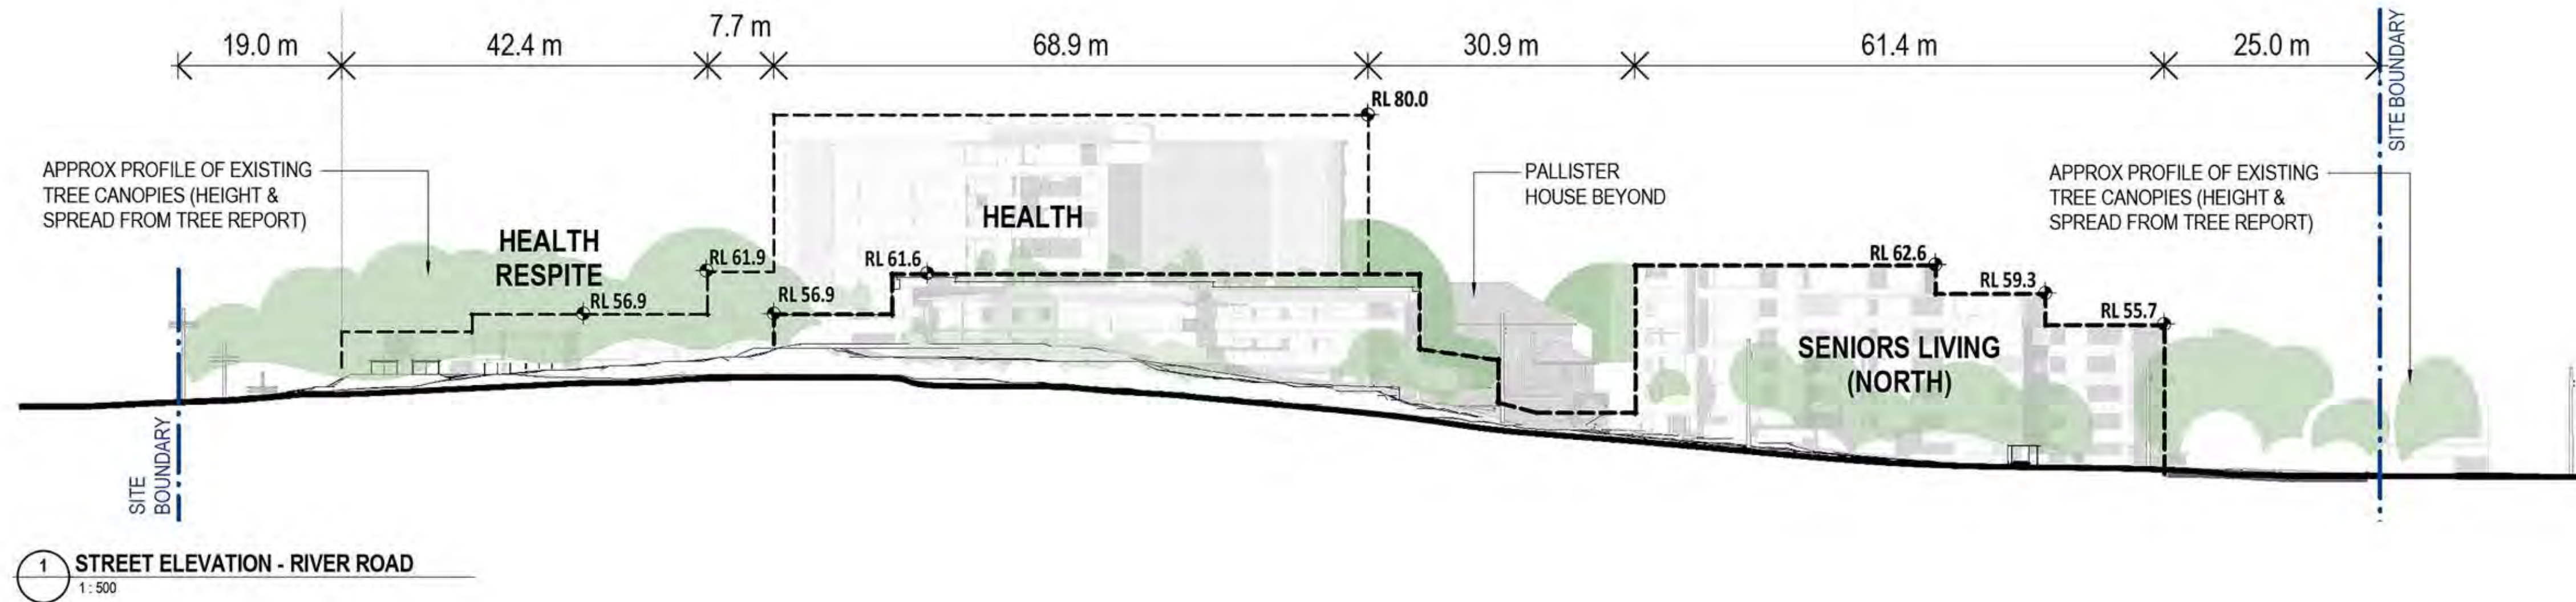 19.0 m
42.4 m
7.7 m
68.9 m
30.9 m
61.4 m
25.0 m
SITE BOUNDARY
RL 80.0
APPROX PROFILE OF EXISTING
TREE CANOPIES (HEIGHT &
SPREAD FROM TREE REPORT)
HEALTH
RESPITE
RL 61.9
RL 56.9
RL 56.9
RL 61.6
HEALTH
PALLISTER
HOUSE BEYOND
RL 62.6
RL 59.3
RL 55.7
SENIORS LIVING
(NORTH)
APPROX PROFILE OF EXISTING
TREE CANOPIES (HEIGHT &
SPREAD FROM TREE REPORT)
SITE
BOUNDARY
1
STREET ELEVATION - RIVER ROAD
1 : 500